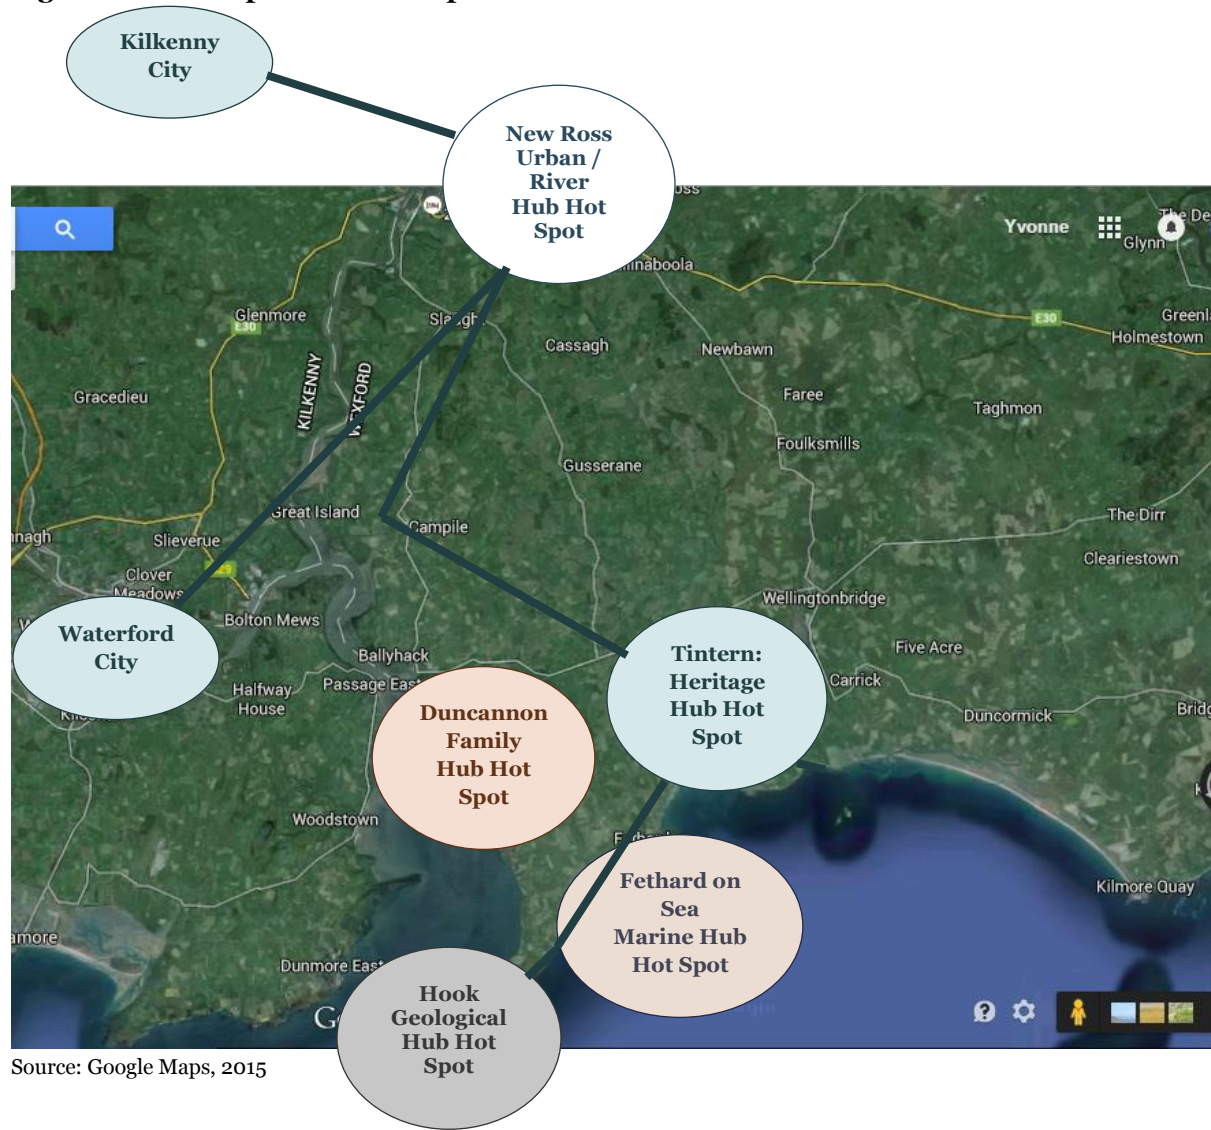 Kilkenny
City
New Ross
Urban /
River
Hub Hot
Spot
Yvonne
Glynn
Glenmore
E30
Cassagh
Newbawn
E30
Holmestown
KILKENNY
Gracedieu
Faree
Taghmon
Foulksmills
Gusserane
Great Island
Campile
The Dirr
Slieverue
Cleariestown
Clover
Meadows
Bolton Mews
Wellingtonbridge
Waterford
City
Ballyhack
Five Acre
Tintern:
Heritage
Hub Hot
Spot
Halfway
House
Passage East
Carrick
Duncannon
Family
Hub Hot
Spot
Duncormick
Woodstown
Fethard on
Sea
Marine Hub
Hot Spot
Kilmore Quay
Dunmore East
Hook
Geological
Hub Hot
Spot
Source: Google Maps, 2015